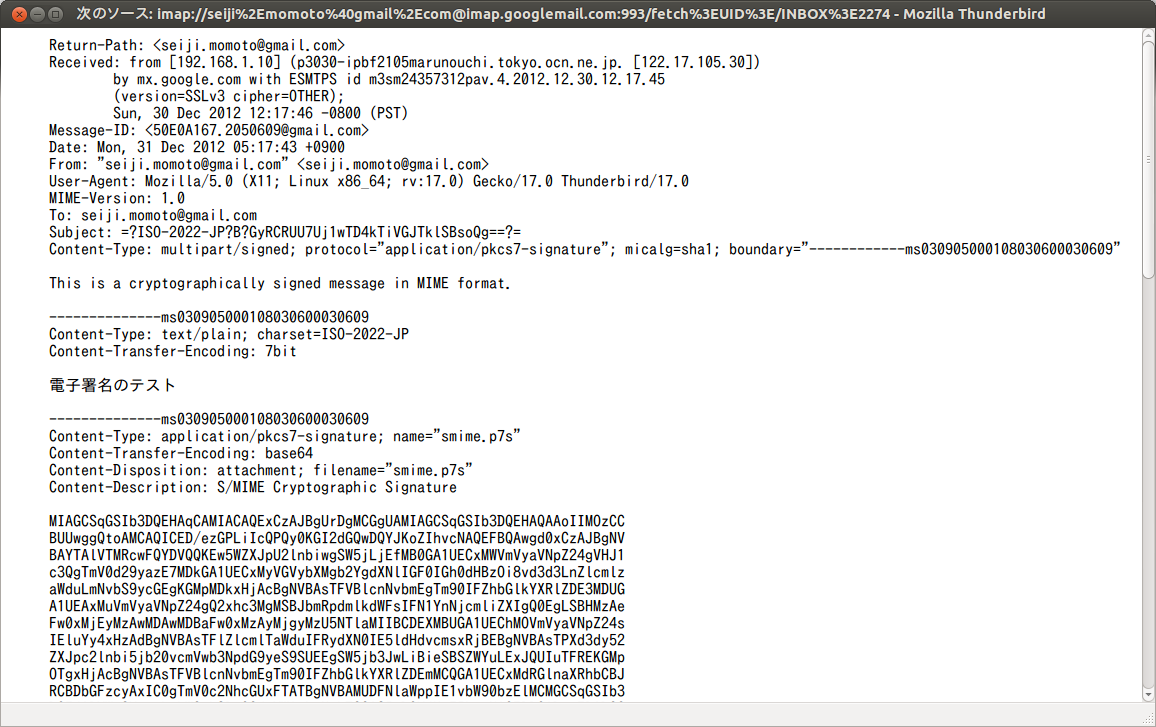 次のソース: imap://seiji%2Emomoto%40gmail%2Ecom@imap.googlemail.com:993/fetch%3EUID%3E/INBOX%3E2274 - Mozilla Thunderbird
Return-Path: <seiji.momoto@gmail.com>
Received: from [192.168.1.10] (p3030-ipbf2105marunouchi.tokyo.ocn.ne.jp. [122.17.105.30])
by mx.google.com with ESMTPS id m3sm24357312pav.4.2012.12.30.12.17.45
(version=SSLv3 cipher=OTHER);
Sun, 30 Dec 2012 12:17:46 -0800 (PST)
Message-ID: <50E0A167.2050609@gmail.com>
Date: Mon, 31 Dec 2012 05:17:43 +0900
From: "seiji.momoto@gmail.com" <seiji.momoto@gmail.com>
User-Agent: Mozilla/5.0 (X11; Linux x86_64; rv:17.0) Gecko/17.0 Thunderbird/17.0
MIME-Version: 1.0
To: seiji.momoto@gmail.com
Subject: =?ISO-2022-JP?B?GyRCRUU7Uj1wTD4kTiVGJTklSBsoQg==?=
Content-Type: multipart/signed; protocol="application/pkcs7-signature"; micalg=sha1; boundary="------------ms030905000108030600030609"
This is a cryptographically signed message in MIME format.
--------------ms030905000108030600030609
Content-Type: text/plain; charset=ISO-2022-JP
Content-Transfer-Encoding: 7bit
電子署名のテスト
--------------ms030905000108030600030609
Content-Type: application/pkcs7-signature; name="smime.p7s"
Content-Transfer-Encoding: base64
Content-Disposition: attachment; filename="smime.p7s"
Content-Description: S/MIME Cryptographic Signature
MIAGCSqGSIb3DQEHAqCAMIACAQExCzAJBgUrDgMCGgUAMIAGCSqGSIb3DQEHAQAAoIIMOzCC
BUUwggQtoAMCAQICED/ezGPLiIcQPQy0KGI2dGQwDQYJKoZIhvcNAQEFBQAwgd0xCzAJBgNV
BAYTAlVTMRcwFQYDVQQKEw5WZXJpU2lnbiwgSW5jLjEfMB0GA1UECxMWVmVyaVNpZ24gVHJ1
c3QgTmV0d29yazE7MDkGA1UECxMyVGVybXMgb2YgdXNlIGF0IGh0dHBzOi8vd3d3LnZlcmlz
aWduLmNvbS9ycGEgKGMpMDkxHjAcBgNVBAsTFVBlcnNvbmEgTm90IFZhbGlkYXRlZDE3MDUG
A1UEAxMuVmVyaVNpZ24gQ2xhc3MgMSBJbmRpdmlkdWFsIFN1YnNjcmliZXIgQ0EgLSBHMzAe
Fw0xMjEyMzAwMDAwMDBaFw0xMzAyMjgyMzU5NTlaMIIBCDEXMBUGA1UEChMOVmVyaVNpZ24s
IEluYy4xHzAdBgNVBAsTFlZlcmlTaWduIFRydXN0IE5ldHdvcmsxRjBEBgNVBAsTPXd3dy52
ZXJpc2lnbi5jb20vcmVwb3NpdG9yeS9SUEEgSW5jb3JwLiBieSBSZWYuLExJQUIuTFREKGMp
OTgxHjAcBgNVBAsTFVBlcnNvbmEgTm90IFZhbGlkYXRlZDEmMCQGA1UECxMdRGlnaXRhbCBJ
RCBDbGFzcyAxIC0gTmV0c2NhcGUxFTATBgNVBAMUDFNlaWppIE1vbW90bzElMCMGCSqGSIb3